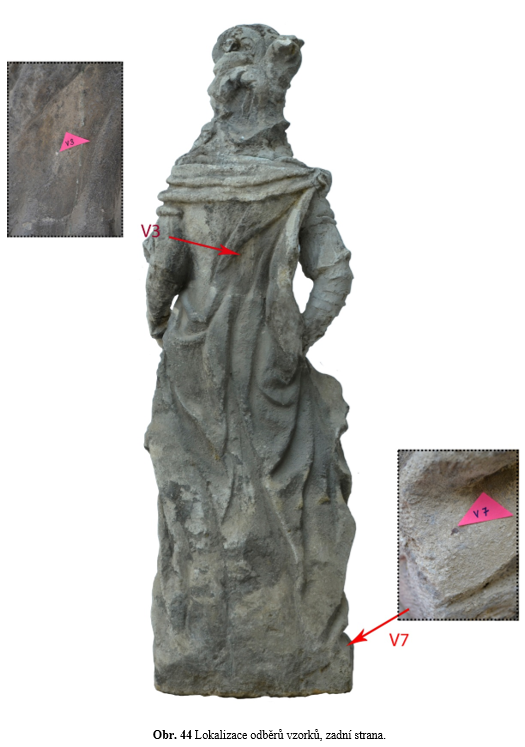 V3
V3
V7
V7
Obr. 44 Lokalizace odběrů vzorků, zadní strana.